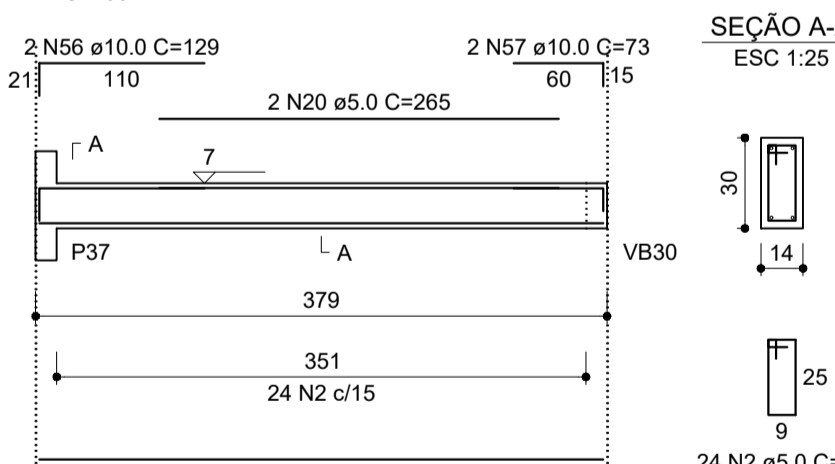 2 N56 ø10.0 C=129
2 N57 ø10.0 C=73
SEÇÃO A-
ESC 1:25
21
110
60
15
2 N20 ø5.0 C=265
A
7
30
P37
A
VB30
14
379
351
24 N2 c/15
25
9
24 N2 ø5.0 C=